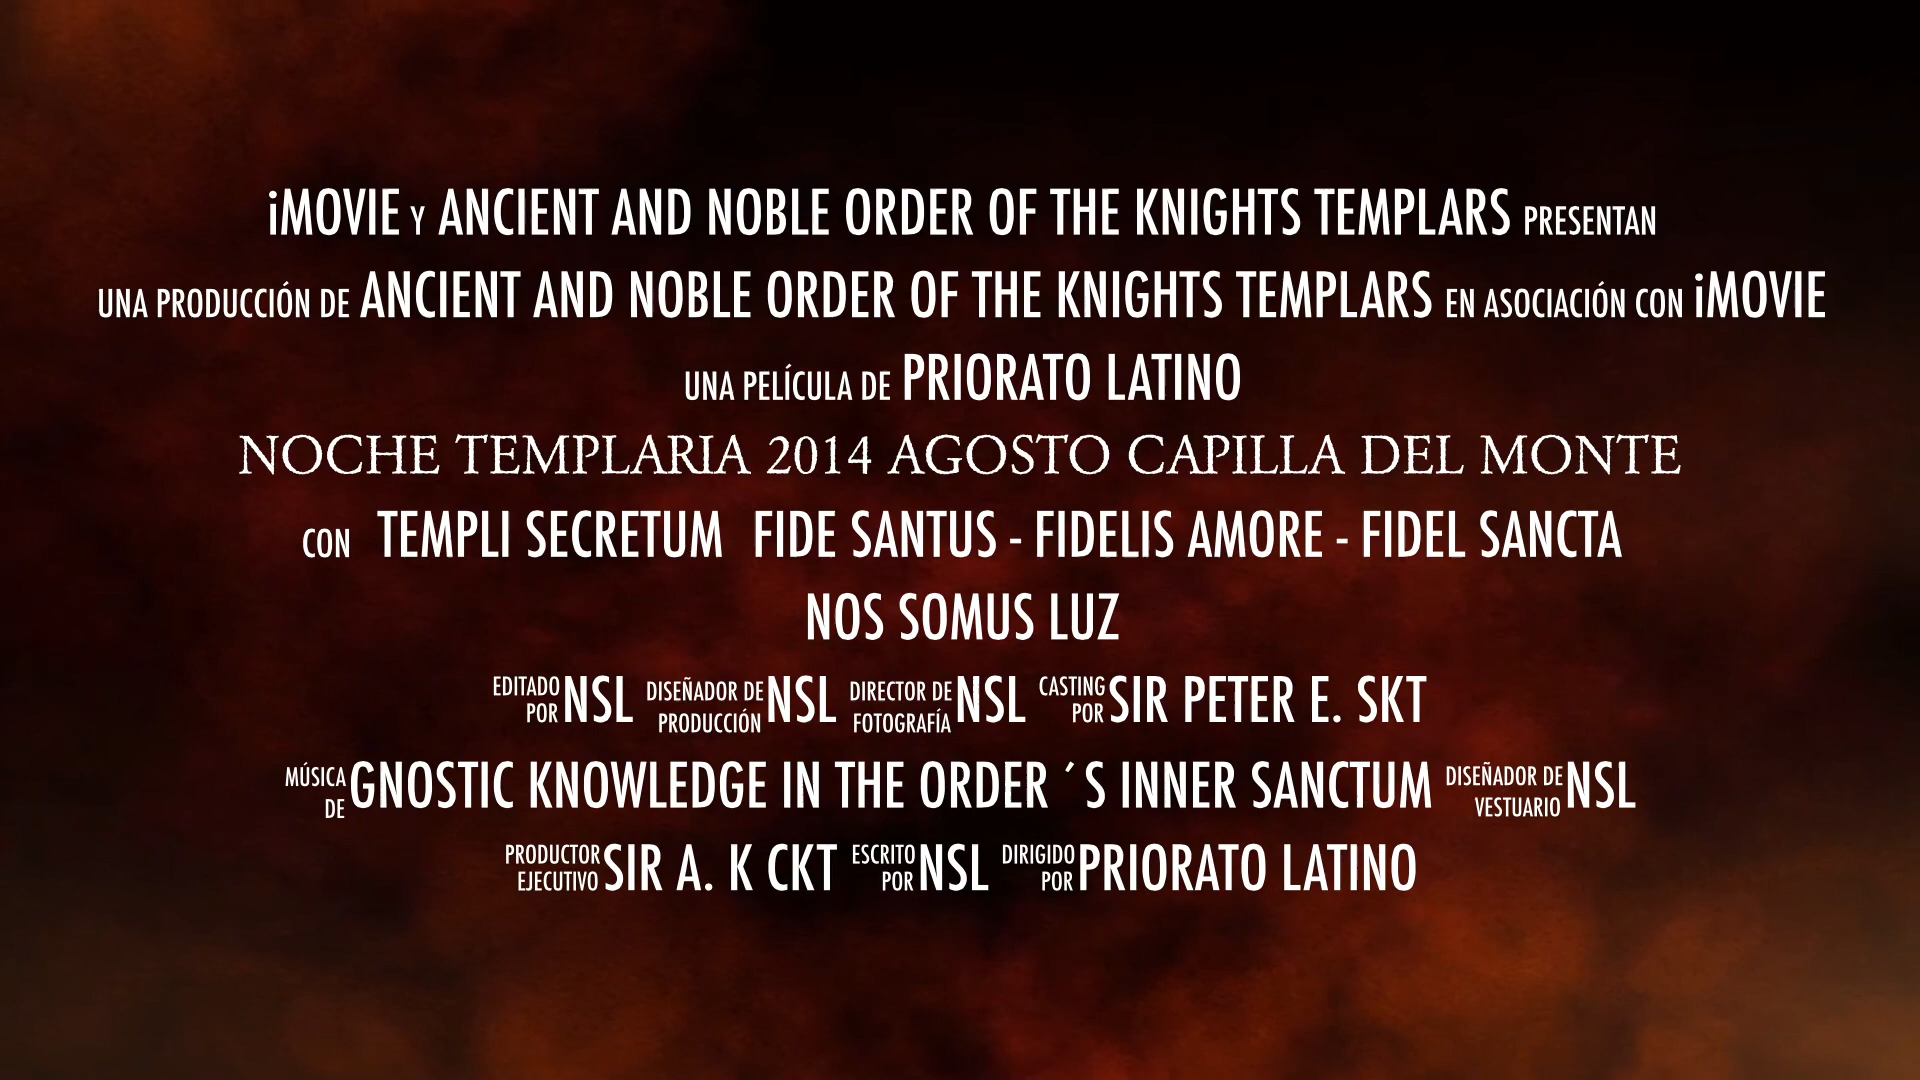 iMOVIE Y ANCIENT AND NOBLE ORDER OF THE KNIGHTS TEMPLARS PRESENTAN
UNA PRODUCCIÓN DE ANCIENT AND NOBLE ORDER OF THE KNIGHTS TEMPLARS EN ASOCIACIÓN CON iMOVIE
UNA PELÍCULA DE PRIORATO LATINO
NOCHE TEMPLARIA 2014 AGOSTO CAPILLA DEL MONTE
CON TEMPLI SECRETUM FIDE SANTUS - FIDELIS AMORE - FIDEL SANCTA
NOS SOMUS LUZ
EDITADO POR NSL DISEÑADOR DE PRODUCCIÓN NSL DIRECTOR DE FOTOGRAFÍA NSL CASTING POR SIR PETER E. SKT
MÚSICA DE GNOSTIC KNOWLEDGE IN THE ORDER ´S INNER SANCTUM DISEÑADOR DE VESTUARIO NSL
PRODUCTOR EJECUTIVO SIR A. K CKT ESCRITO POR NSL DIRIGIDO POR PRIORATO LATINO